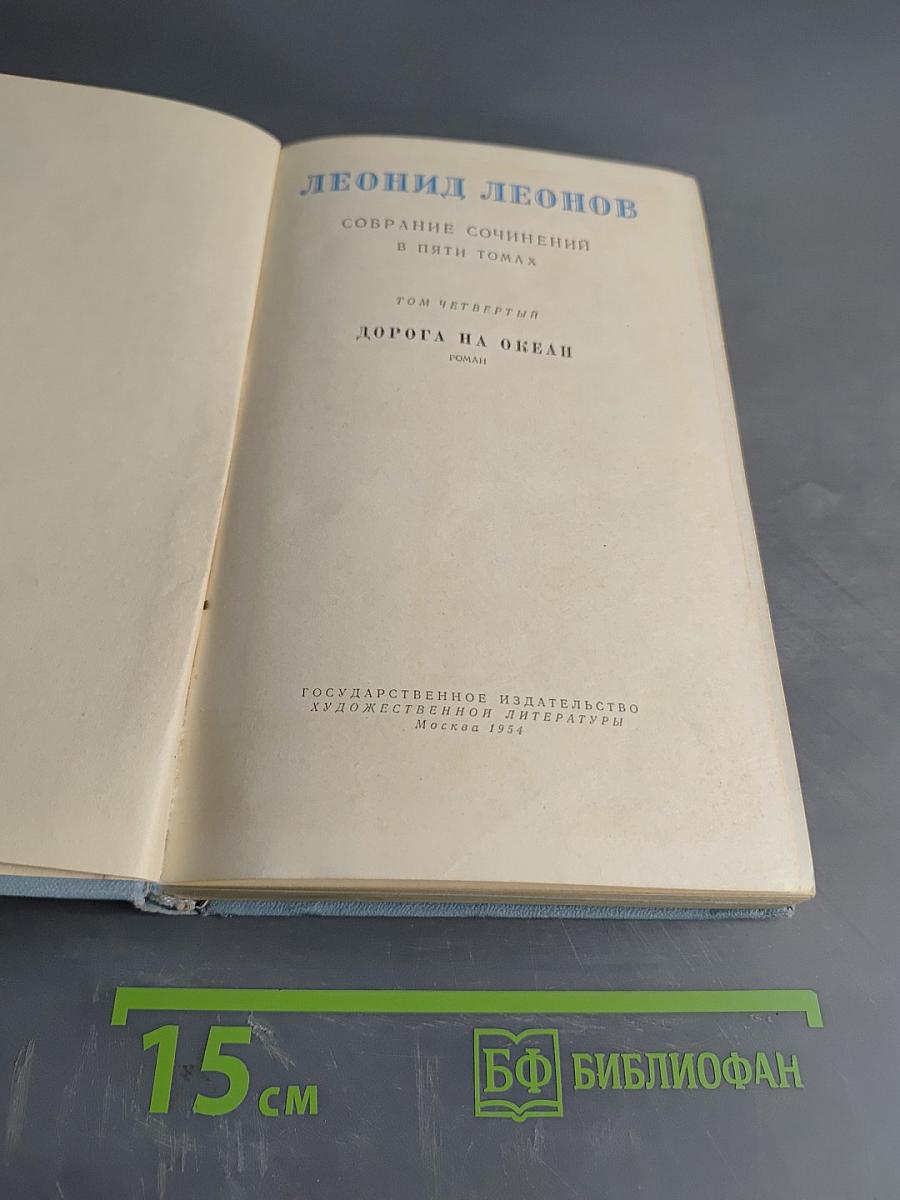 ЛЕОНИД ЛЕОНОВ
СОБРАНИЕ СОЧИНЕНИЙ
В ПЯТИ ТОМАХ
ТОМ ЧЕТВЕРТЫЙ
ДОРОГА НА ОКЕАН
РОМАН
ГОСУДАРСТВЕННОЕ ИЗДАТЕЛЬСТВО
ХУДОЖЕСТВЕННОЙ ЛИТЕРАТУРЫ
Москва 1954
15 см
БФ БИБЛИОФАН